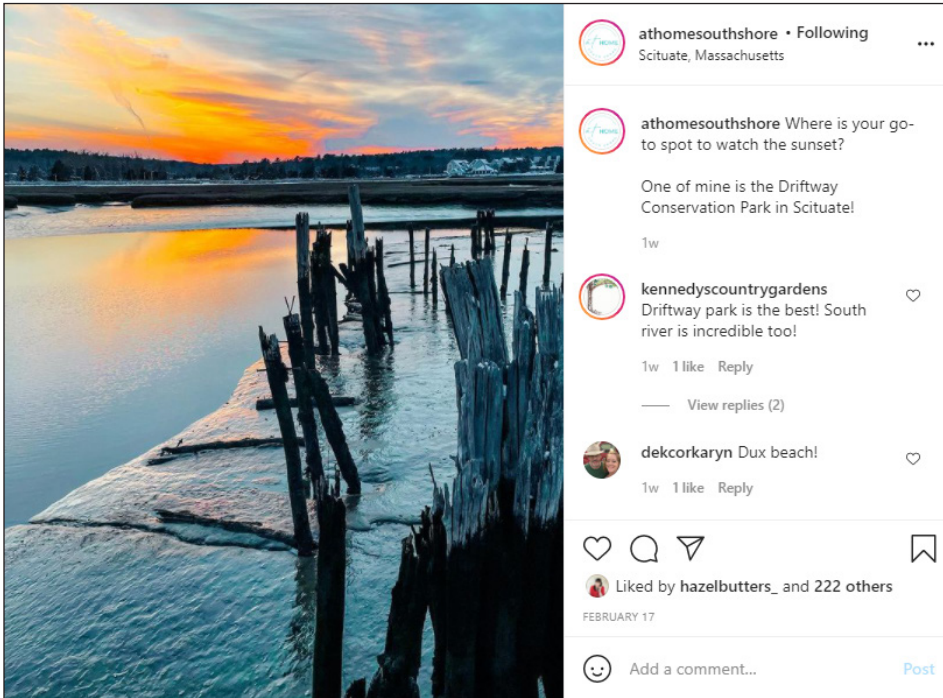 athomesouthshore • Following
Scituate, Massachusetts
athomesouthshore Where is your go-
to spot to watch the sunset?
One of mine is the Driftway
Conservation Park in Scituate!
1w
kennedyscountrygardens
Driftway park is the best! South
river is incredible too!
1w 1 like Reply
View replies (2)
dekcorkaryn Dux beach!
1w 1 like Reply
Liked by hazelbutters_ and 222 others
FEBRUARY 17
Add a comment... Post